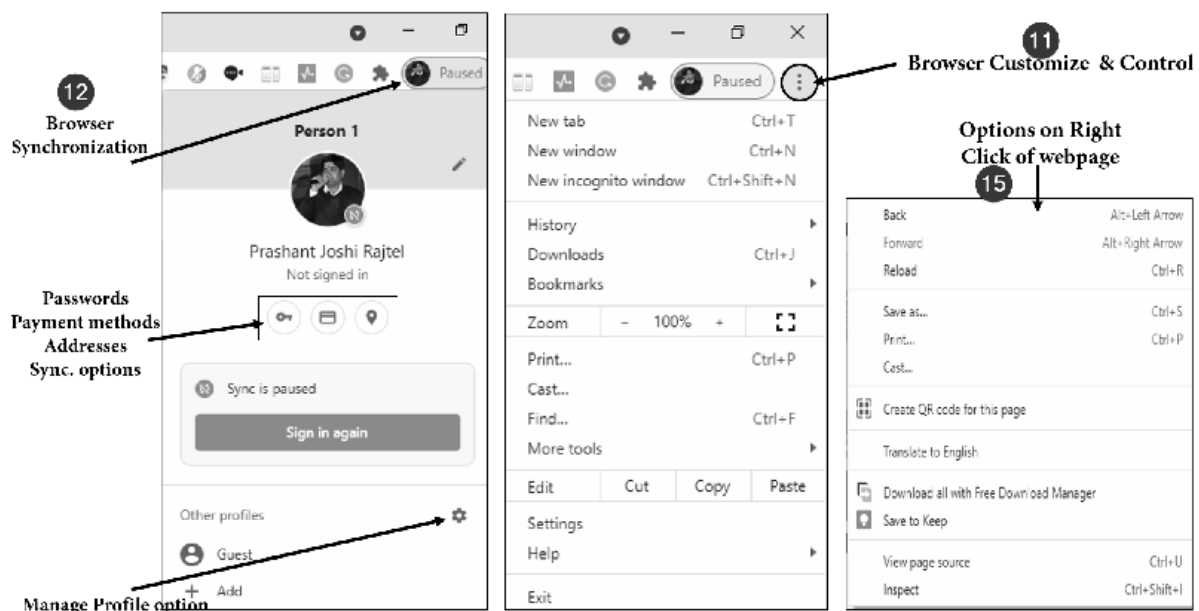 12
Browser
Synchronization
Passwords
Payment methods
Addresses
Sync. options
Manage Profile option
Paused
Person 1
Prashant Joshi Rajtel
Not signed in
Sync is paused
Sign in again
Other profiles
Guest
Add
Paused
New tab Ctrl+T
New window Ctrl+N
New incognito window Ctrl+Shift+N
History
Downloads Ctrl+J
Bookmarks
Zoom - 100% +
Print... Ctrl+P
Cast...
Find... Ctrl+F
More tools
Edit Cut Copy Paste
Settings
Help
Exit
11
Browser Customize & Control
Options on Right
Click of webpage
15
Back Alt+Left Arrow
Forward Alt+Right Arrow
Reload Ctrl+R
Save as... Ctrl+S
Print... Ctrl+P
Cast...
Create QR code for this page
Translate to English
Download all with Free Download Manager
Save to Keep
View page source Ctrl+U
Inspect Ctrl+Shift+I